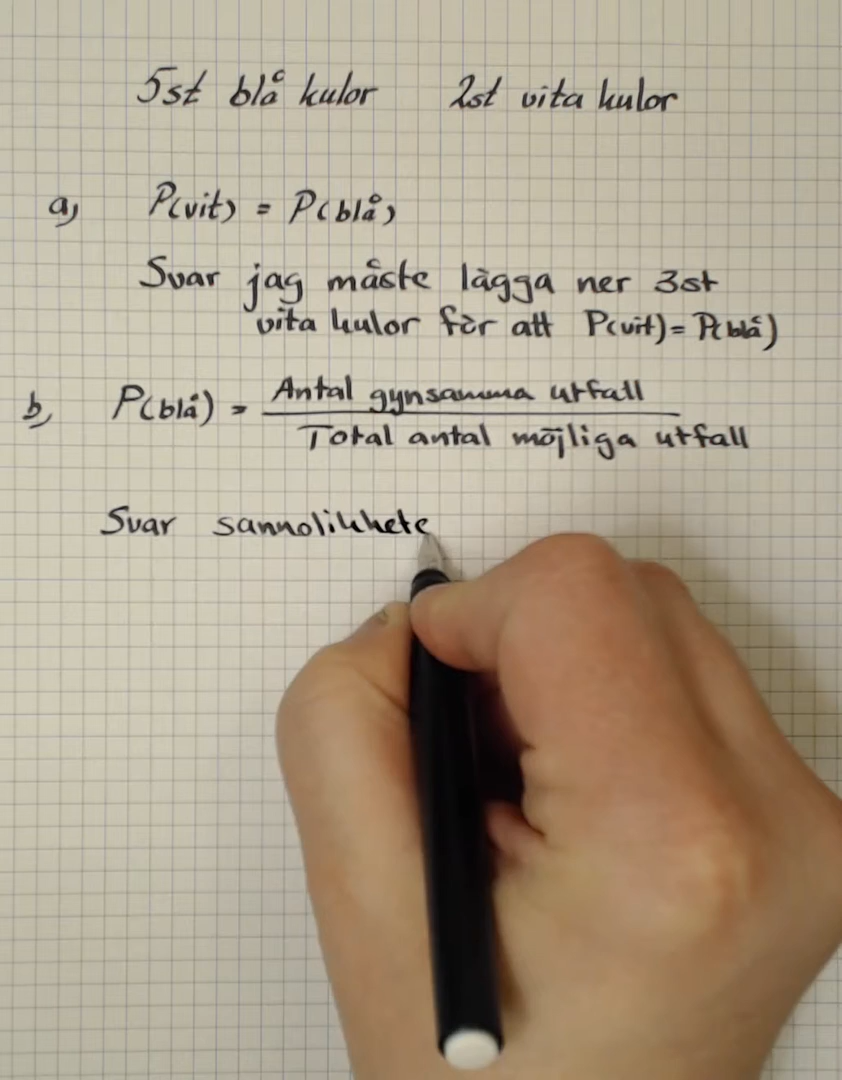 5st blå kulor 2st vita kulor
a) P(vit) = P(blå)
Svar jag måste lägga ner 3st
vita kulor för att P(vit) = P(blå)
b) P(blå) = Antal gynsamma utfall
Total antal möjliga utfall
Svar sannolikhete